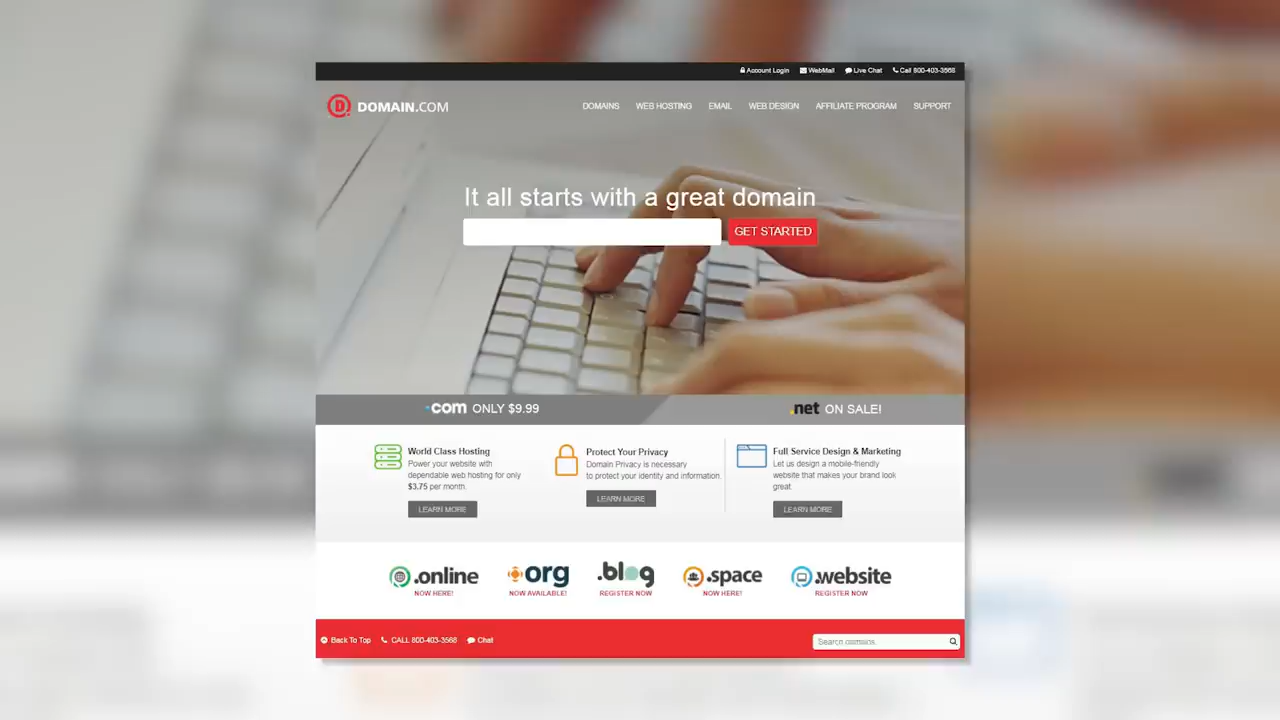 Account Login WebMail Live Chat Call 800-403-3568
DOMAIN.COM
DOMAINS WEB HOSTING EMAIL WEB DESIGN AFFILIATE PROGRAM SUPPORT
It all starts with a great domain
GET STARTED
.com ONLY $9.99
.net ON SALE!
World Class Hosting
Power your website with
dependable web hosting for only
$3.75 per month.
LEARN MORE
Protect Your Privacy
Domain Privacy is necessary
to protect your identity and information.
LEARN MORE
Full Service Design & Marketing
Let us design a mobile-friendly
website that makes your brand look
great.
LEARN MORE
.online
NOW HERE!
org
NOW AVAILABLE!
.blog
REGISTER NOW
.space
NOW HERE!
.website
REGISTER NOW
Back To Top CALL 800-403-3568 Chat
Search domains.